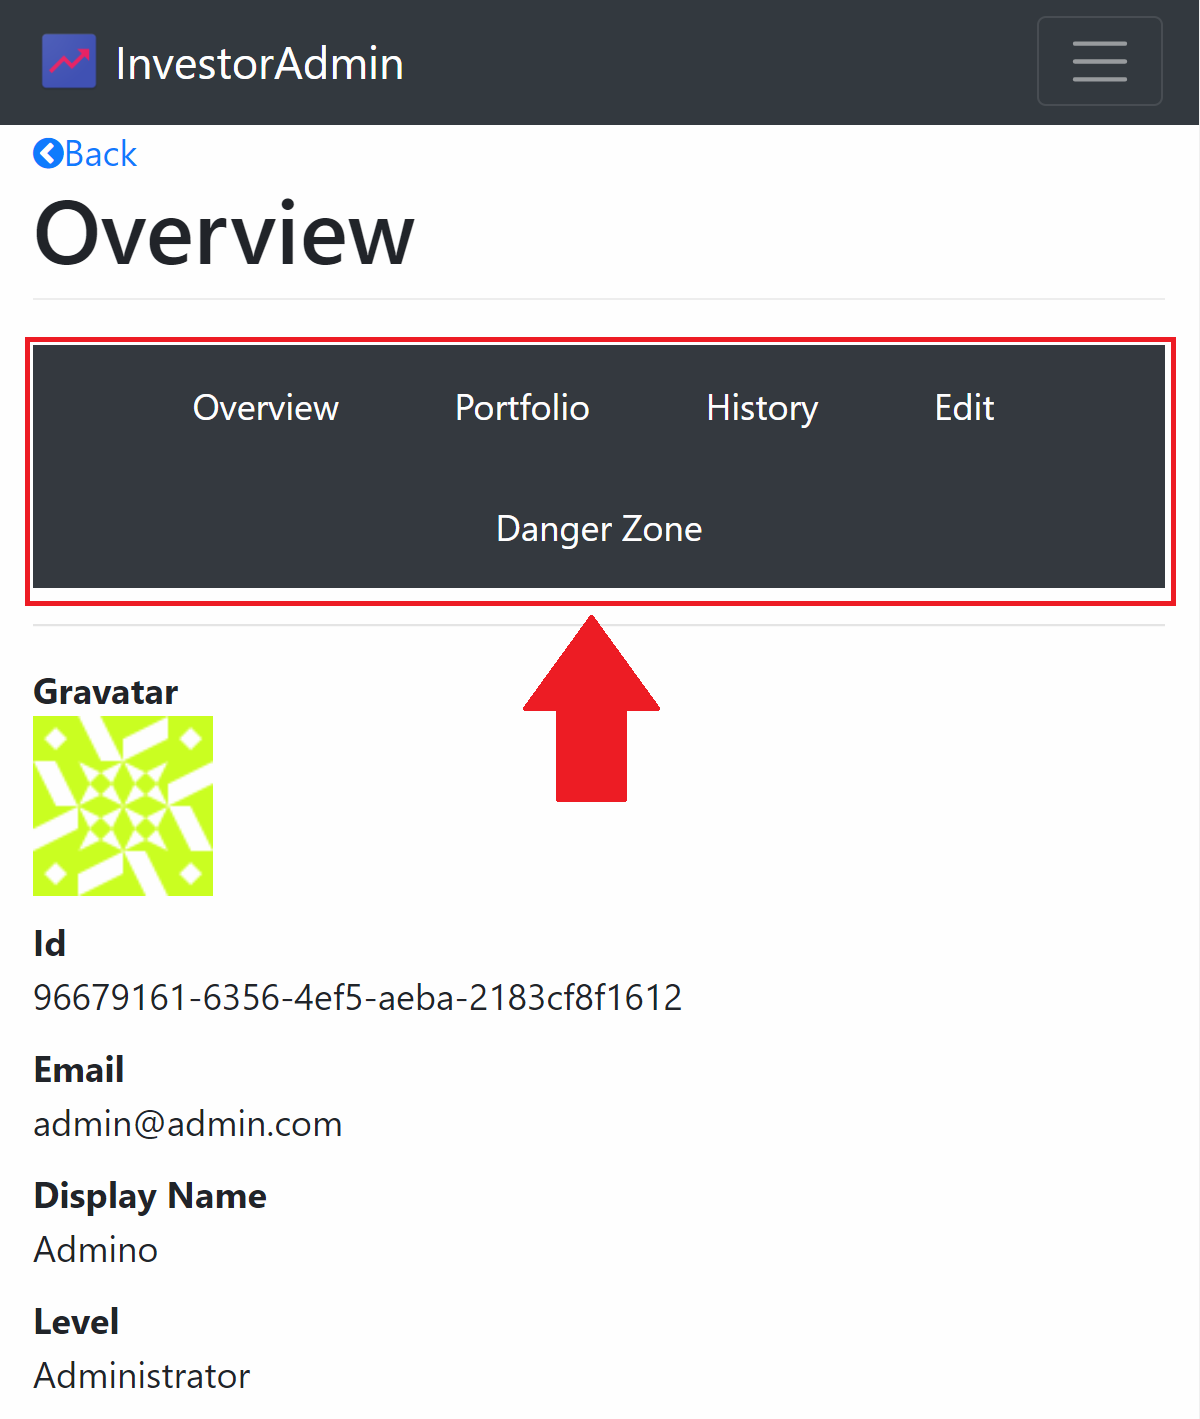 InvestorAdmin
Back
Overview
Overview Portfolio History Edit
Danger Zone
Gravatar
Id
96679161-6356-4ef5-aeba-2183cf8f1612
Email
admin@admin.com
Display Name
Admino
Level
Administrator